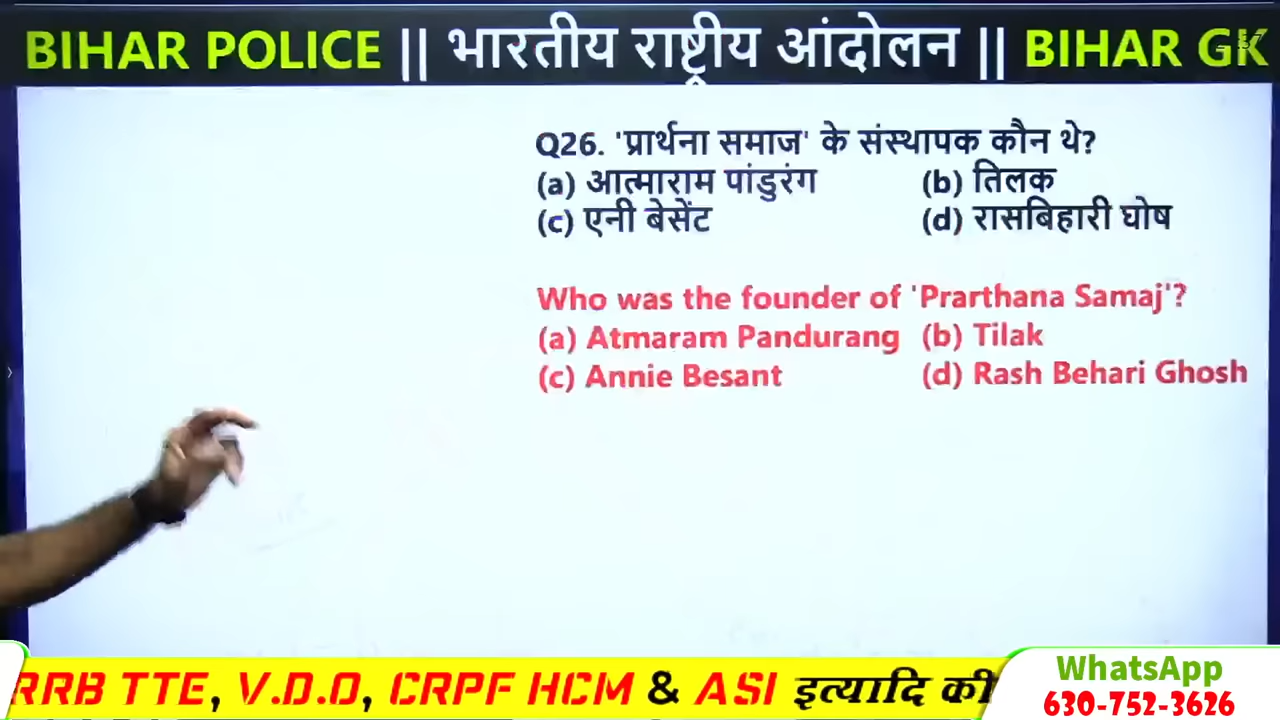 BIHAR POLICE || भारतीय राष्ट्रीय आंदोलन || BIHAR GK
Q26. 'प्रार्थना समाज' के संस्थापक कौन थे?
(a) आत्माराम पांडुरंग (b) तिलक
(c) एनी बेसेंट (d) रासबिहारी घोष
Who was the founder of 'Prarthana Samaj'?
(a) Atmaram Pandurang (b) Tilak
(c) Annie Besant (d) Rash Behari Ghosh
RRB TTE, V.D.O, CRPF HCM & ASI इत्यादि की
WhatsApp
630-752-3626